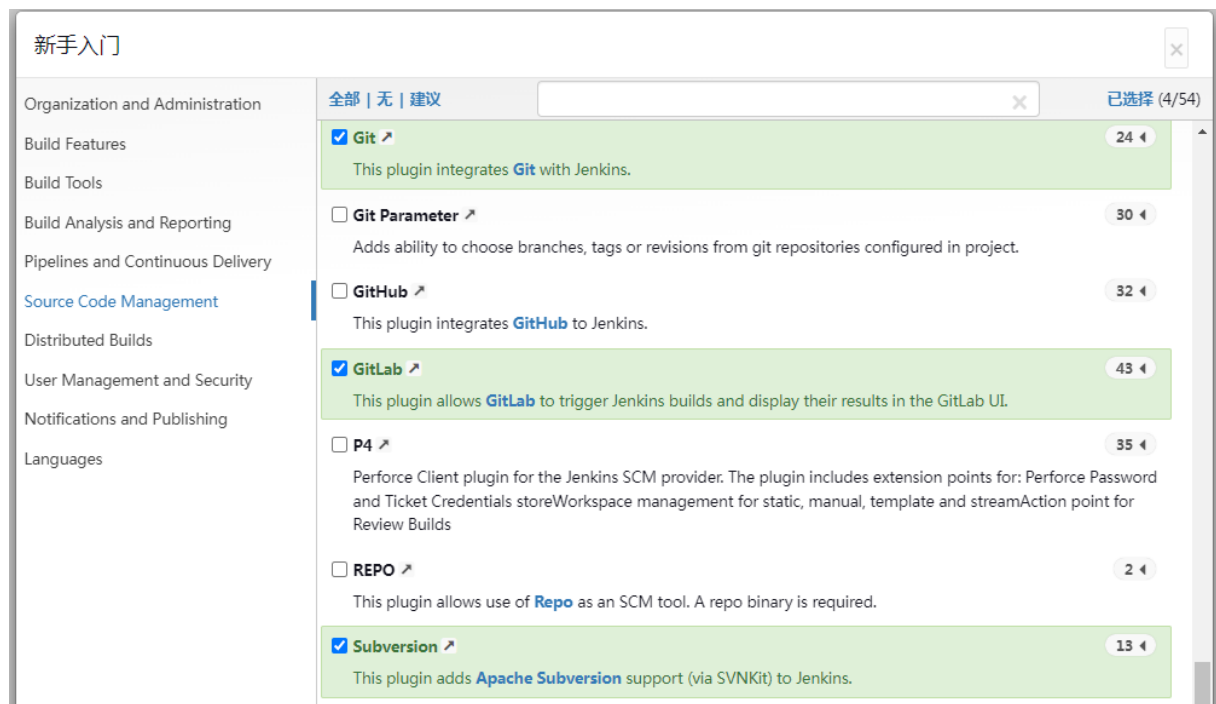 新手入门
×
Organization and Administration
Build Features
Build Tools
Build Analysis and Reporting
Pipelines and Continuous Delivery
Source Code Management
Distributed Builds
User Management and Security
Notifications and Publishing
Languages
全部 | 无 | 建议
×
已选择 (4/54)
Git
24
This plugin integrates Git with Jenkins.
Git Parameter
30
Adds ability to choose branches, tags or revisions from git repositories configured in project.
GitHub
32
This plugin integrates GitHub to Jenkins.
GitLab
43
This plugin allows GitLab to trigger Jenkins builds and display their results in the GitLab UI.
P4
35
Perforce Client plugin for the Jenkins SCM provider. The plugin includes extension points for: Perforce Password
and Ticket Credentials storeWorkspace management for static, manual, template and streamAction point for
Review Builds
REPO
2
This plugin allows use of Repo as an SCM tool. A repo binary is required.
Subversion
13
This plugin adds Apache Subversion support (via SVNKit) to Jenkins.